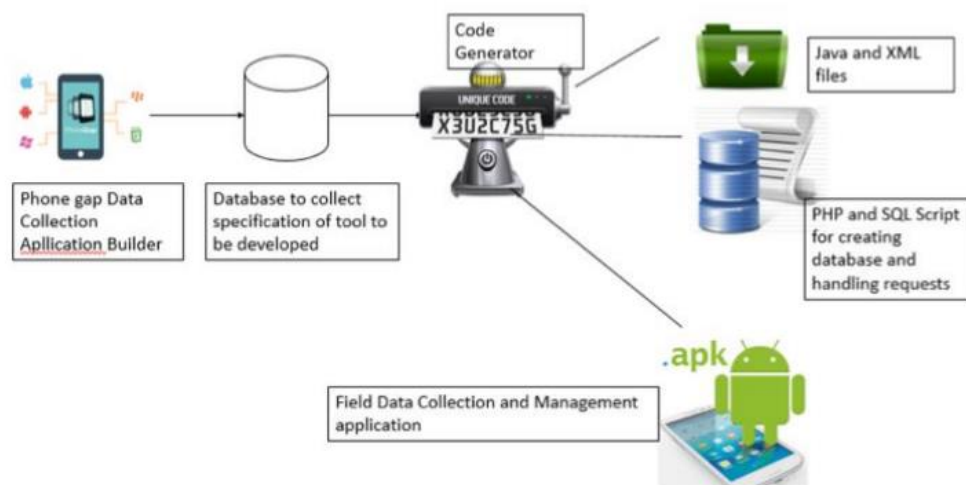 Code
Generator
UNIQUE CODE
X3U2C75G
Java and XML
files
Phone gap Data
Collection
Apllication Builder
Database to collect
specification of tool to
be developed
PHP and SQL Script
for creating
database and
handling requests
.apk
Field Data Collection and Management
application